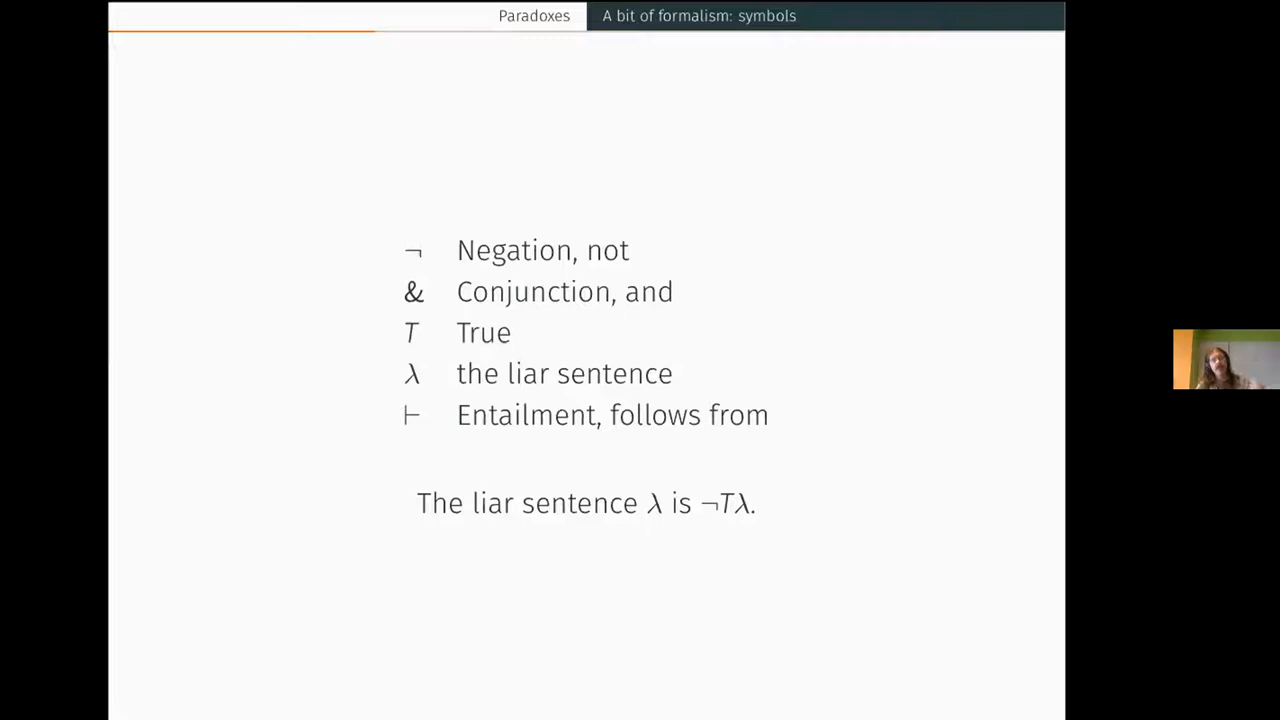 Paradoxes A bit of formalism: symbols
¬ Negation, not
& Conjunction, and
T True
λ the liar sentence
⊢ Entailment, follows from
The liar sentence λ is ¬Tλ.